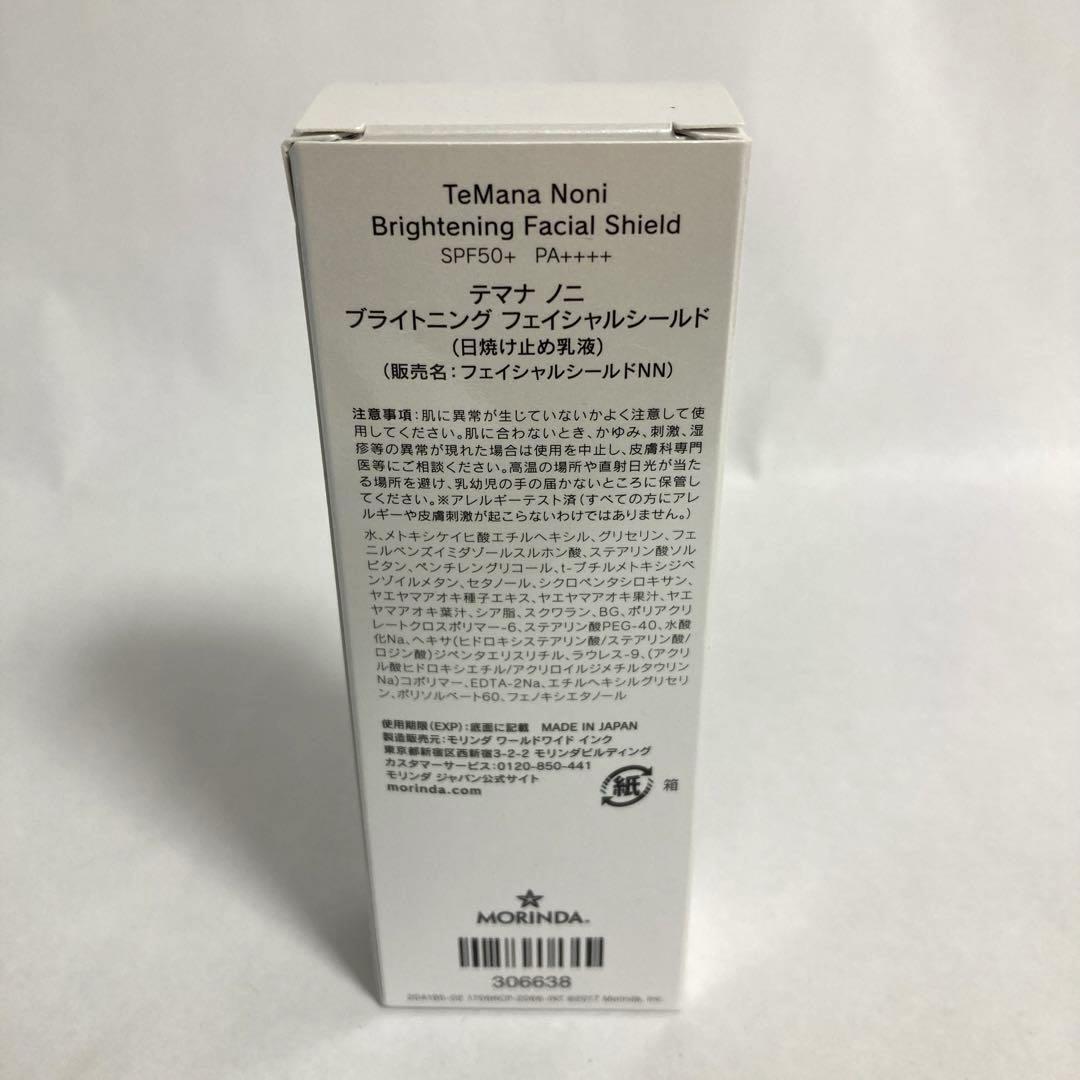 TeMana Noni
Brightening Facial Shield
SPF50+ PA++++
テマナ ノニ
ブライトニング フェイシャルシールド
(日焼け止め乳液)
(販売名:フェイシャルシールドNN)
注意事項:肌に異常が生じていないかよく注意して使
用してください。肌に合わないとき、かゆみ、刺激、湿
疹等の異常が現れた場合は使用を中止し、皮膚科専門
医等にご相談ください。高温の場所や直射日光が当た
る場所を避け、乳幼児の手の届かないところに保管し
てください。※アレルギーテスト済(すべての方にアレ
ルギーや皮膚刺激が起こらないわけではありません。)
水、メトキシケイヒ酸エチルヘキシル、グリセリン、フェ
ニルベンズイミダゾールスルホン酸、ステアリン酸ソル
ビタン、ペンチレングリコール、t-ブチルメトキシジベ
ンゾイルメタン、セタノール、シクロペンタシロキサン、
ヤエヤマアオキ種子エキス、ヤエヤマアオキ果汁、ヤエ
ヤマアオキ葉汁、シア脂、スクワラン、BG、ポリアクリ
レートクロスポリマー-6、ステアリン酸PEG-40、水酸
化Na、ヘキサ(ヒドロキシステアリン酸/ステアリン酸/
ロジン酸)ジペンタエリスリチル、ラウレス-9、(アクリ
ル酸ヒドロキシエチル/アクリロイルジメチルタウリン
Na)コポリマー、EDTA-2Na、エチルヘキシルグリセリ
ン、ポリソルベート60、フェノキシエタノール
使用期限(EXP):底面に記載 MADE IN JAPAN
製造販売元:モリンダ ワールドワイド インク
東京都新宿区西新宿3-2-2 モリンダビルディング
カスタマーサービス:0120-850-441
モリンダ ジャパン公式サイト
morinda.com
紙 箱
MORINDA
306638
©2017 Morinda, Inc.